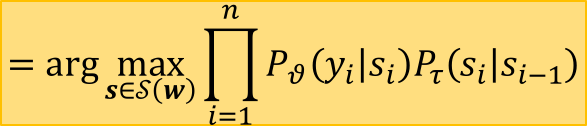 = arg max_{𝒔∈𝒮(𝒘)} ∏_{i=1}^{n} P_ϑ(y_i|s_i)P_τ(s_i|s_{i−1})